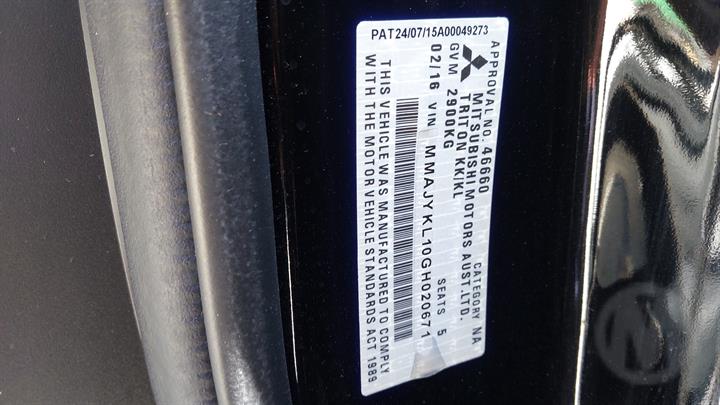 PAT24/07/15A00049273
APPROVAL NO. 46660 CATEGORY NA
MITSUBISHI MOTORS AUST.LTD.
TRITON KK/KL
GVM 2900KG SEATS 5
02/16 VIN MMAJYKL10GH020671
THIS VEHICLE WAS MANUFACTURED TO COMPLY
WITH THE MOTOR VEHICLE STANDARDS ACT 1989